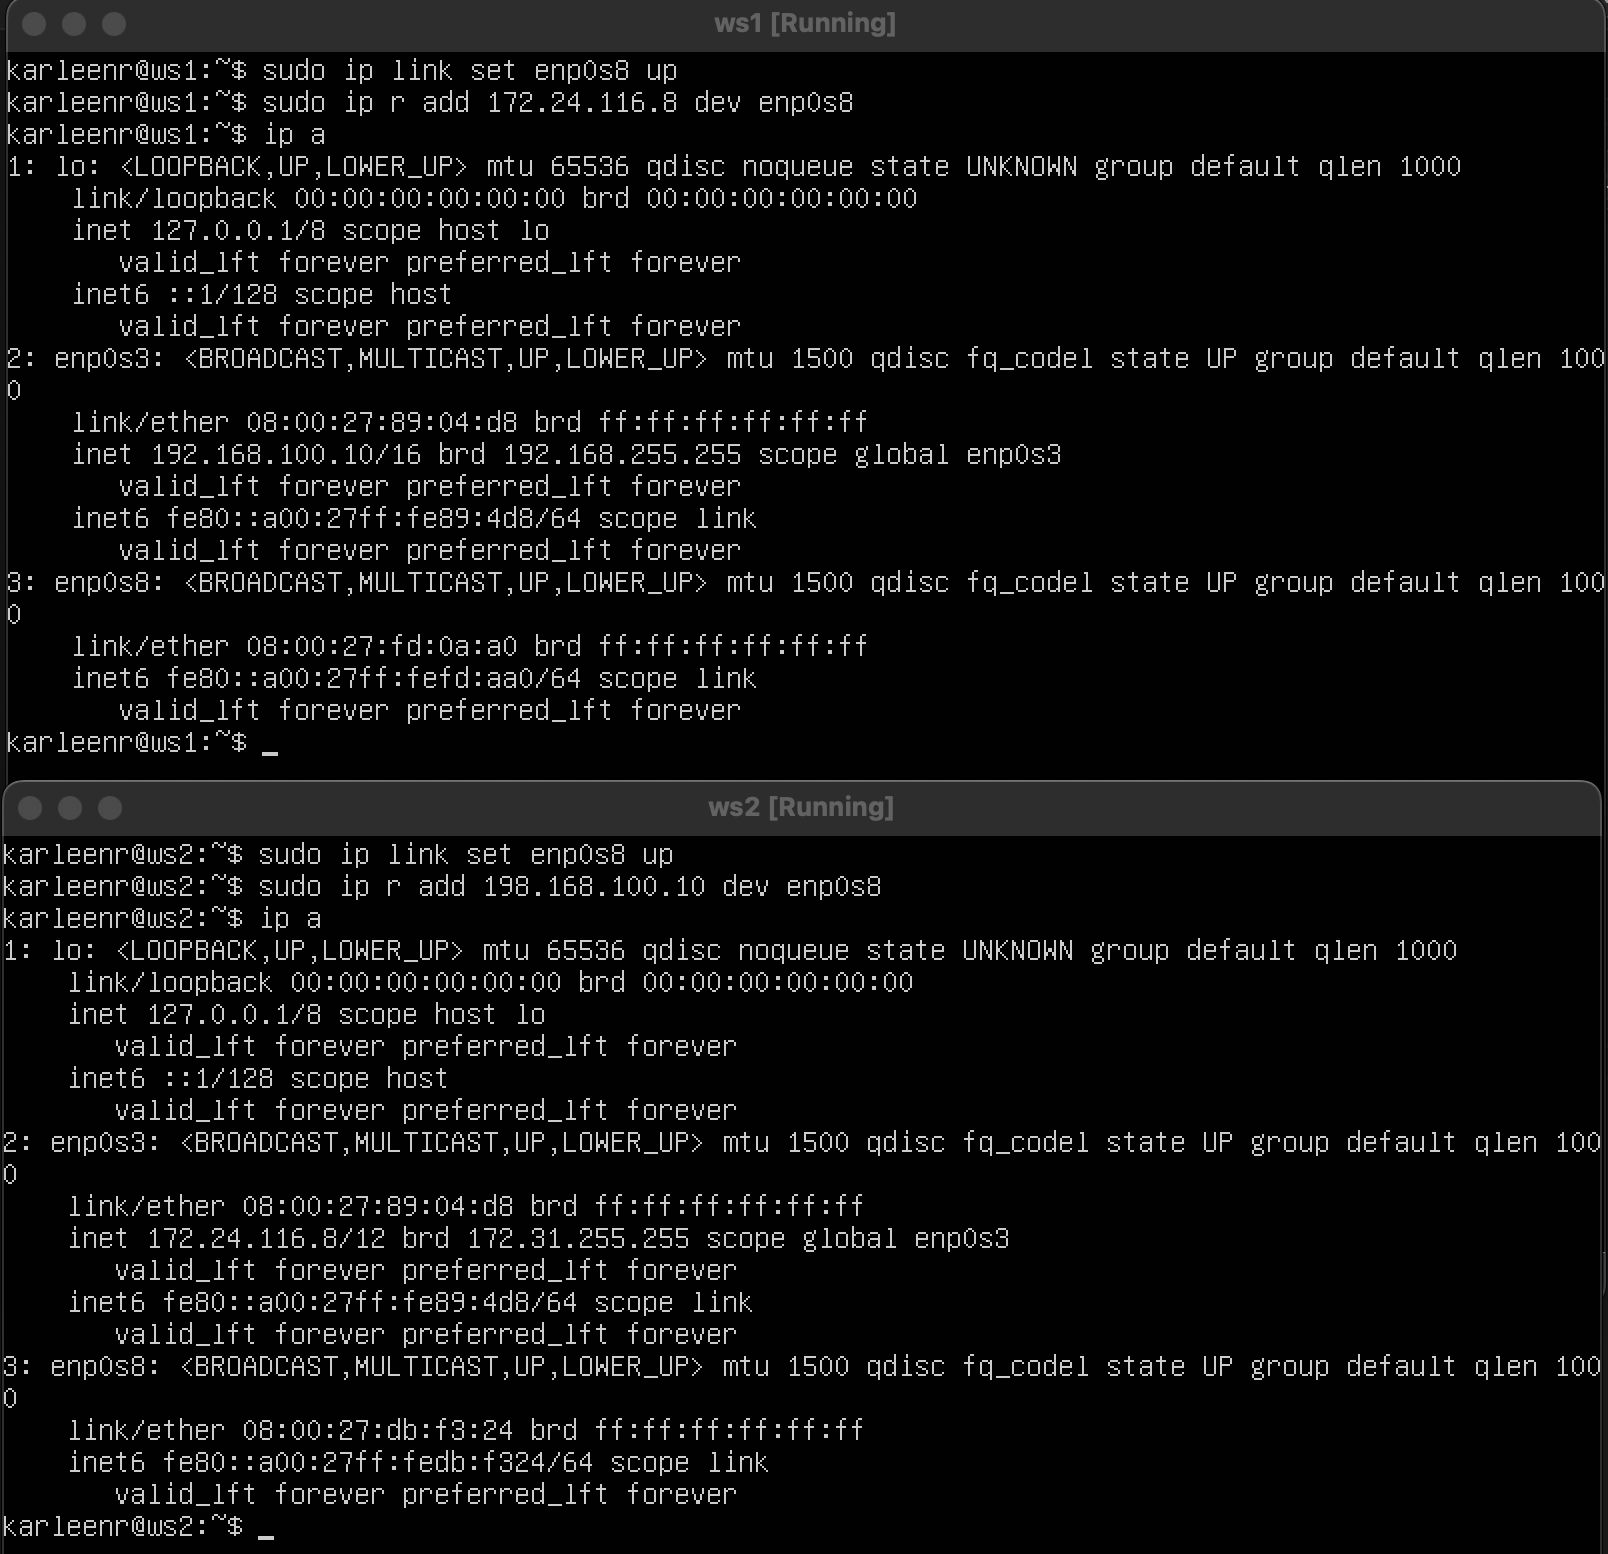 ws1 [Running]
karleenr@ws1:~$ sudo ip link set enp0s8 up
karleenr@ws1:~$ sudo ip r add 172.24.116.8 dev enp0s8
karleenr@ws1:~$ ip a
1: lo: <LOOPBACK,UP,LOWER_UP> mtu 65536 qdisc noqueue state UNKNOWN group default qlen 1000
    link/loopback 00:00:00:00:00:00 brd 00:00:00:00:00:00
    inet 127.0.0.1/8 scope host lo
       valid_lft forever preferred_lft forever
    inet6 ::1/128 scope host
       valid_lft forever preferred_lft forever
2: enp0s3: <BROADCAST,MULTICAST,UP,LOWER_UP> mtu 1500 qdisc fq_codel state UP group default qlen 100
0
    link/ether 08:00:27:89:04:d8 brd ff:ff:ff:ff:ff:ff
    inet 192.168.100.10/16 brd 192.168.255.255 scope global enp0s3
       valid_lft forever preferred_lft forever
    inet6 fe80::a00:27ff:fe89:4d8/64 scope link
       valid_lft forever preferred_lft forever
3: enp0s8: <BROADCAST,MULTICAST,UP,LOWER_UP> mtu 1500 qdisc fq_codel state UP group default qlen 100
0
    link/ether 08:00:27:fd:0a:a0 brd ff:ff:ff:ff:ff:ff
    inet6 fe80::a00:27ff:fefd:aa0/64 scope link
       valid_lft forever preferred_lft forever
karleenr@ws1:~$ _
ws2 [Running]
karleenr@ws2:~$ sudo ip link set enp0s8 up
karleenr@ws2:~$ sudo ip r add 198.168.100.10 dev enp0s8
karleenr@ws2:~$ ip a
1: lo: <LOOPBACK,UP,LOWER_UP> mtu 65536 qdisc noqueue state UNKNOWN group default qlen 1000
    link/loopback 00:00:00:00:00:00 brd 00:00:00:00:00:00
    inet 127.0.0.1/8 scope host lo
       valid_lft forever preferred_lft forever
    inet6 ::1/128 scope host
       valid_lft forever preferred_lft forever
2: enp0s3: <BROADCAST,MULTICAST,UP,LOWER_UP> mtu 1500 qdisc fq_codel state UP group default qlen 100
0
    link/ether 08:00:27:89:04:d8 brd ff:ff:ff:ff:ff:ff
    inet 172.24.116.8/12 brd 172.31.255.255 scope global enp0s3
       valid_lft forever preferred_lft forever
    inet6 fe80::a00:27ff:fe89:4d8/64 scope link
       valid_lft forever preferred_lft forever
3: enp0s8: <BROADCAST,MULTICAST,UP,LOWER_UP> mtu 1500 qdisc fq_codel state UP group default qlen 100
0
    link/ether 08:00:27:db:f3:24 brd ff:ff:ff:ff:ff:ff
    inet6 fe80::a00:27ff:fedb:f324/64 scope link
       valid_lft forever preferred_lft forever
karleenr@ws2:~$ _